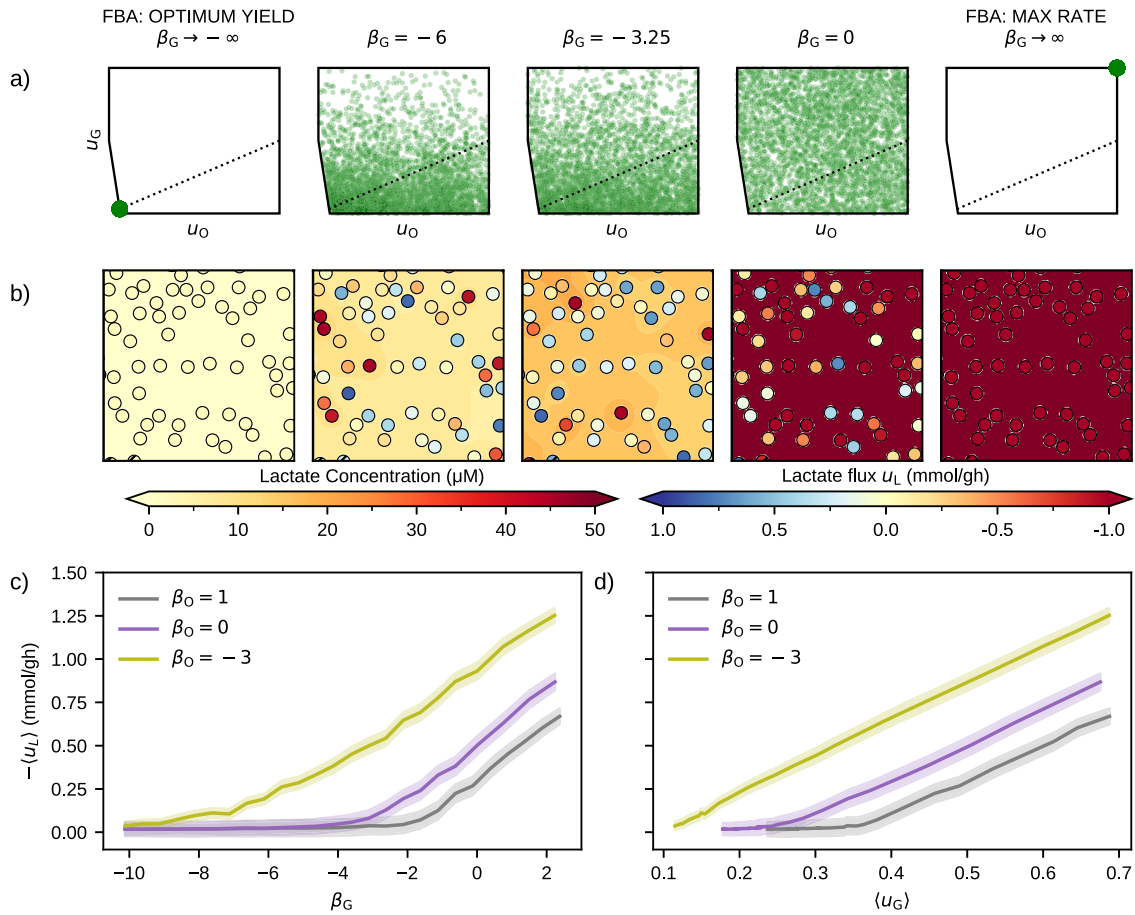 FBA: OPTIMUM YIELD
FBA: MAX RATE
β_G → − ∞
β_G = − 6
β_G = − 3.25
β_G = 0
β_G → ∞
a)
u_G
u_O
u_O
u_O
u_O
u_O
b)
Lactate Concentration (μM)
0 10 20 30 40 50
Lactate flux u_L (mmol/gh)
1.0 0.5 0.0 -0.5 -1.0
c)
−⟨u_L⟩ (mmol/gh)
1.50
1.25
1.00
0.75
0.50
0.25
0.00
β_O = 1
β_O = 0
β_O = − 3
−10 −8 −6 −4 −2 0 2
β_G
d)
β_O = 1
β_O = 0
β_O = − 3
0.1 0.2 0.3 0.4 0.5 0.6 0.7
⟨u_G⟩